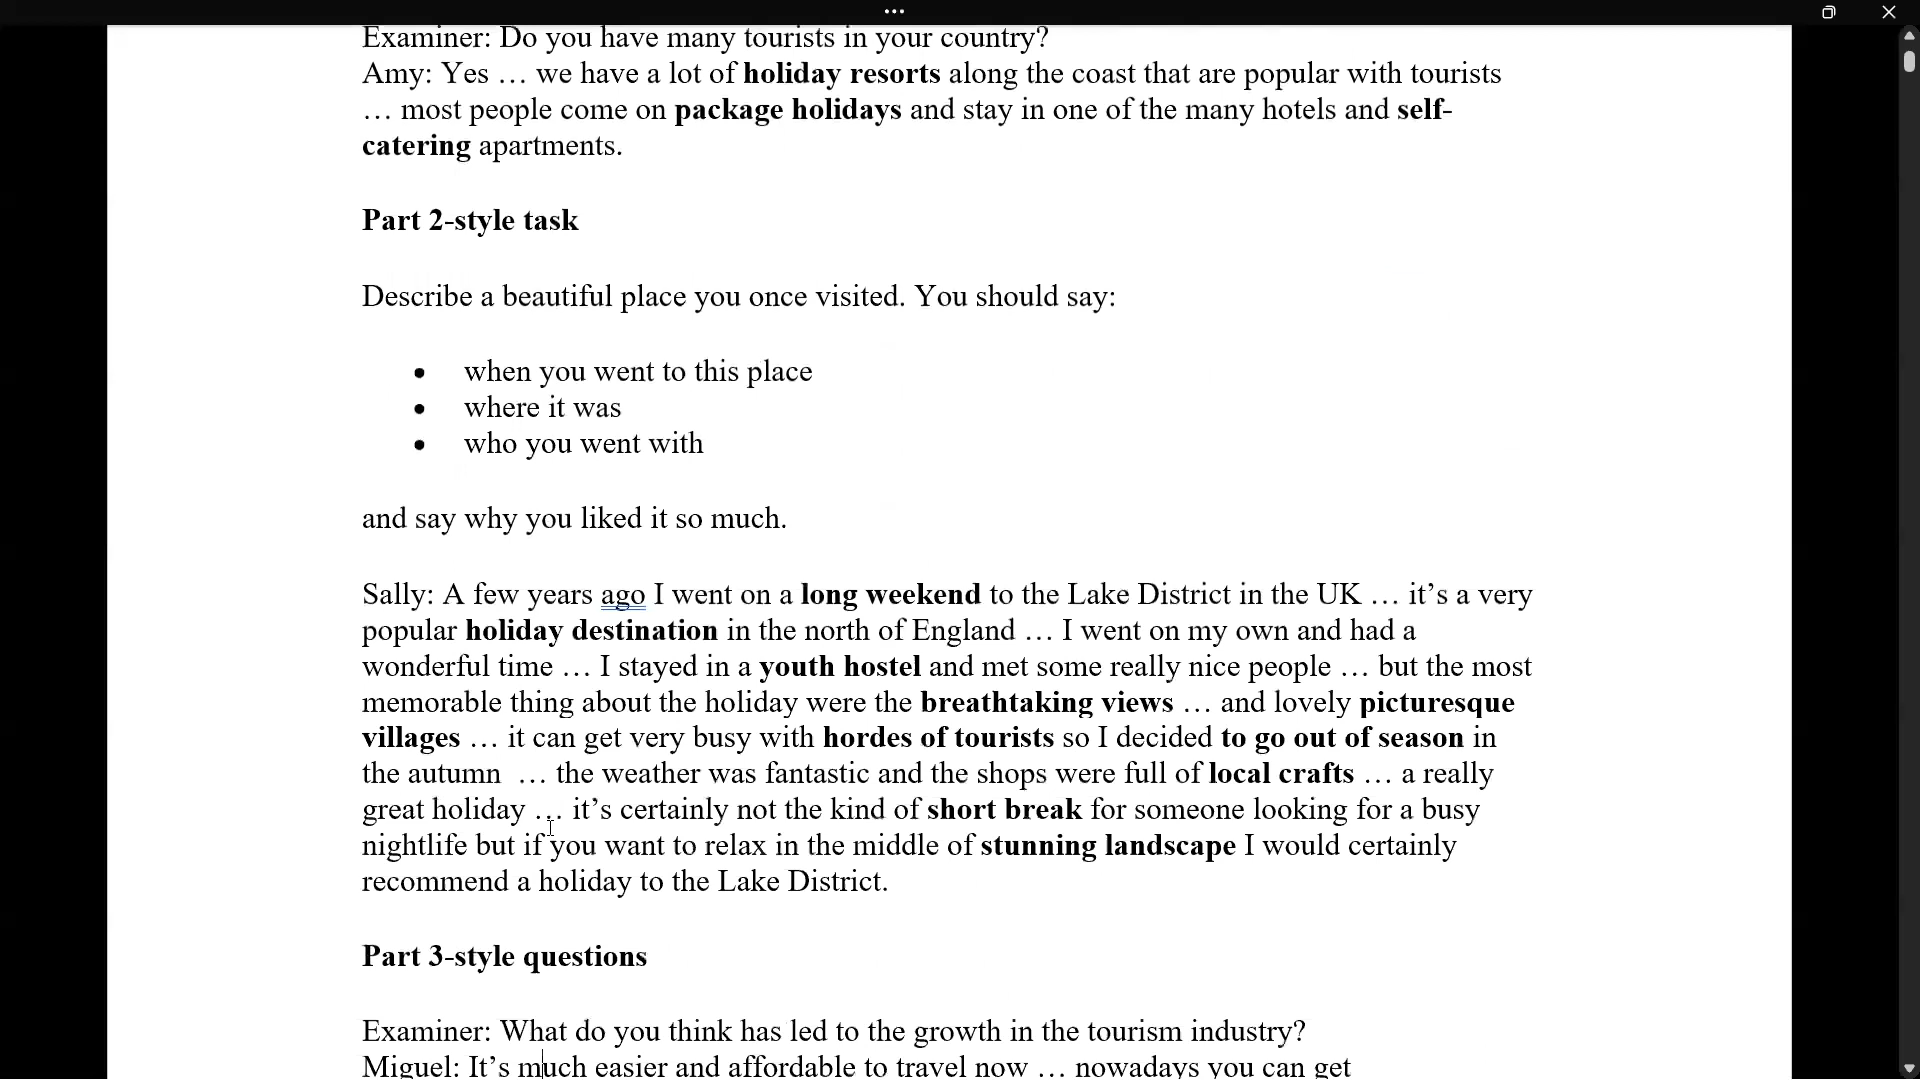 Examiner: Do you have many tourists in your country?
Amy: Yes … we have a lot of holiday resorts along the coast that are popular with tourists
… most people come on package holidays and stay in one of the many hotels and self-
catering apartments.
Part 2-style task
Describe a beautiful place you once visited. You should say:
• when you went to this place
• where it was
• who you went with
and say why you liked it so much.
Sally: A few years ago I went on a long weekend to the Lake District in the UK … it’s a very
popular holiday destination in the north of England … I went on my own and had a
wonderful time … I stayed in a youth hostel and met some really nice people … but the most
memorable thing about the holiday were the breathtaking views … and lovely picturesque
villages … it can get very busy with hordes of tourists so I decided to go out of season in
the autumn … the weather was fantastic and the shops were full of local crafts … a really
great holiday … it’s certainly not the kind of short break for someone looking for a busy
nightlife but if you want to relax in the middle of stunning landscape I would certainly
recommend a holiday to the Lake District.
Part 3-style questions
Examiner: What do you think has led to the growth in the tourism industry?
Miguel: It’s much easier and affordable to travel now … nowadays you can get